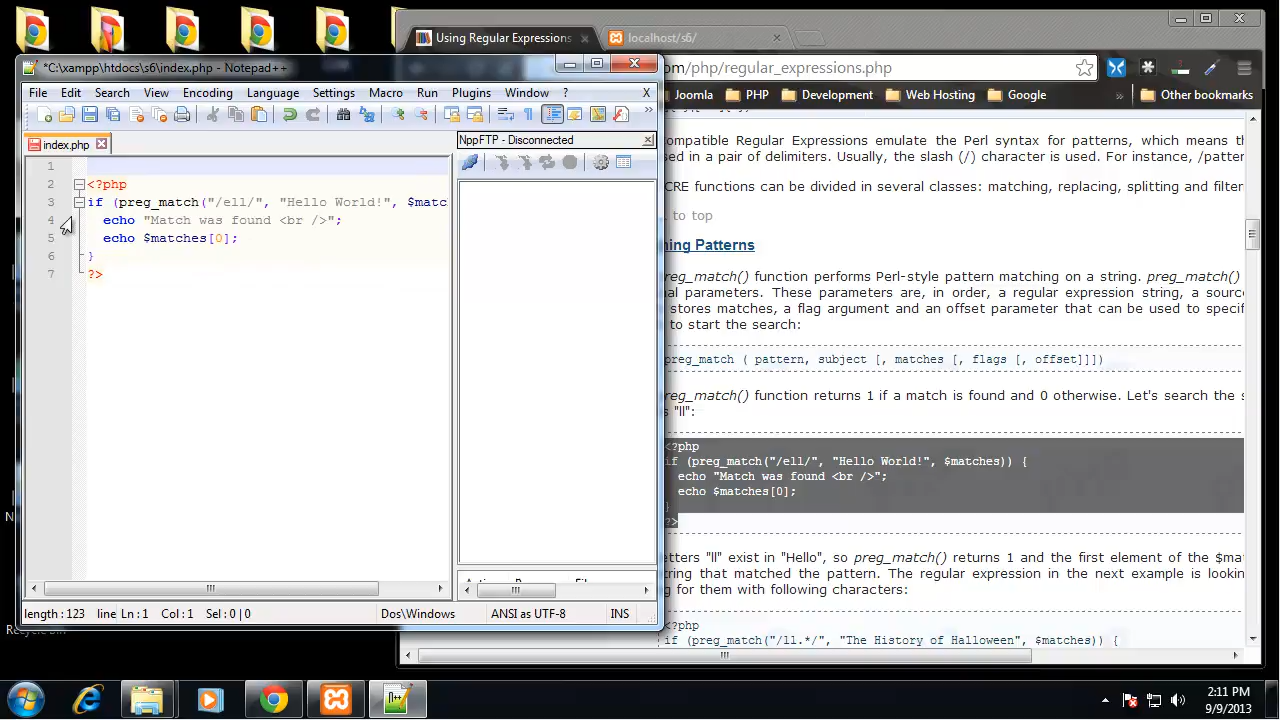 Using Regular Expressions
localhost/s6/
*C:\xampp\htdocs\s6\index.php - Notepad++
om/php/regular_expressions.php
File Edit Search View Encoding Language Settings Macro Run Plugins Window ? X
Joomla PHP Development Web Hosting Google » Other bookmarks
index.php
NppFTP - Disconnected
1
2 <?php
3 if (preg_match("/ell/", "Hello World!", $matc
4 echo "Match was found <br />";
5 echo $matches[0];
6 }
7 ?>
length : 123 line Ln : 1 Col : 1 Sel : 0 | 0 Dos\Windows ANSI as UTF-8 INS
ompatible Regular Expressions emulate the Perl syntax for patterns, which means th
ed in a pair of delimiters. Usually, the slash (/) character is used. For instance, /patter
CRE functions can be divided in several classes: matching, replacing, splitting and filter
to top
ing Patterns
reg_match() function performs Perl-style pattern matching on a string. preg_match()
al parameters. These parameters are, in order, a regular expression string, a source
stores matches, a flag argument and an offset parameter that can be used to specif
to start the search:
preg_match ( pattern, subject [, matches [, flags [, offset]]])
reg_match() function returns 1 if a match is found and 0 otherwise. Let's search the s
s "ll":
<?php
if (preg_match("/ell/", "Hello World!", $matches)) {
echo "Match was found <br />";
echo $matches[0];
}
?>
tters "ll" exist in "Hello", so preg_match() returns 1 and the first element of the $mat
tring that matched the pattern. The regular expression in the next example is lookin
g for them with following characters:
<?php
if (preg_match("/ll.*/", "The History of Halloween", $matches)) {
2:11 PM
9/9/2013